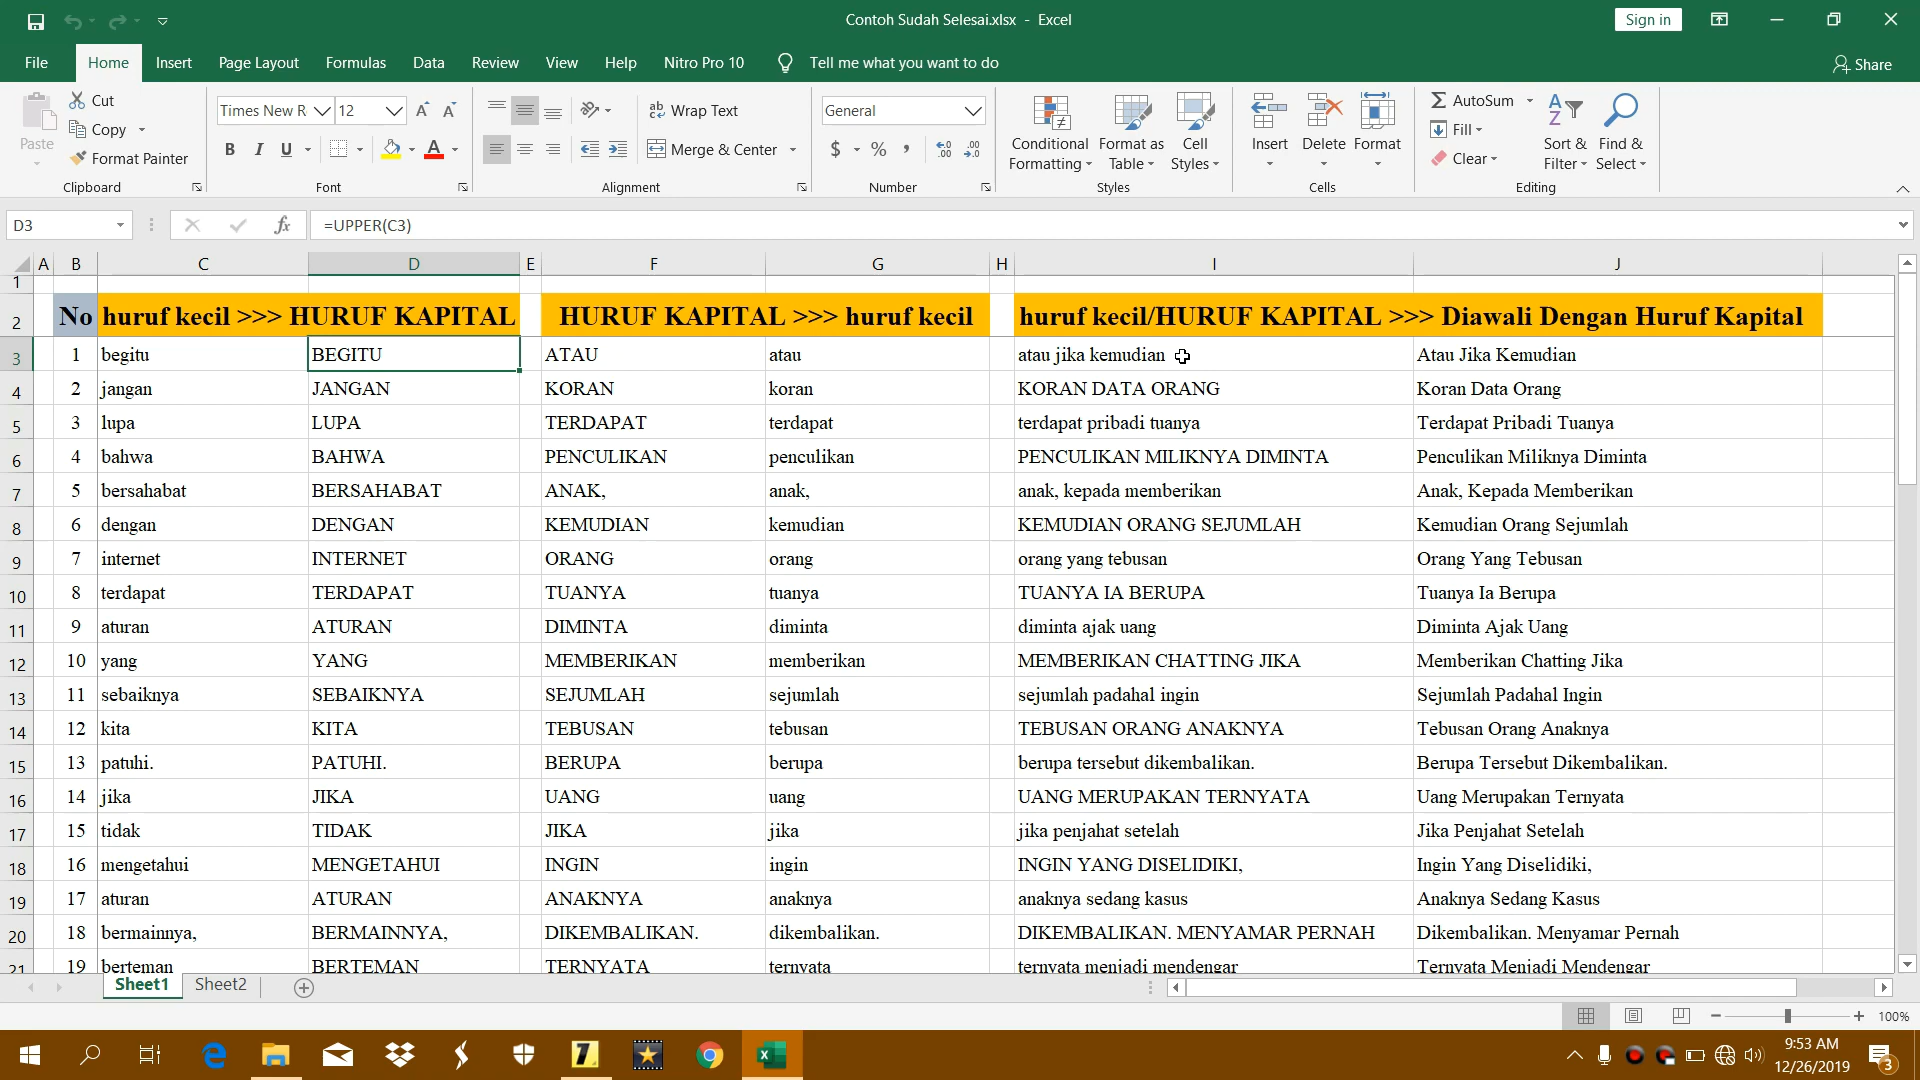 Contoh Sudah Selesai.xlsx - Excel
Sign in
File Home Insert Page Layout Formulas Data Review View Help Nitro Pro 10 Tell me what you want to do Share
Paste
Cut
Copy
Format Painter
Clipboard
Times New R 12
B I U
Font
Wrap Text
Merge & Center
Alignment
General
$ % ,
Number
Conditional Formatting
Format as Table
Cell Styles
Styles
Insert Delete Format
Cells
AutoSum
Fill
Clear
Sort & Filter
Find & Select
Editing
D3 fx =UPPER(C3)
A B C D E F G H I J
1
2 No huruf kecil >>> HURUF KAPITAL HURUF KAPITAL >>> huruf kecil huruf kecil/HURUF KAPITAL >>> Diawali Dengan Huruf Kapital
3 1 begitu BEGITU ATAU atau atau jika kemudian Atau Jika Kemudian
4 2 jangan JANGAN KORAN koran KORAN DATA ORANG Koran Data Orang
5 3 lupa LUPA TERDAPAT terdapat terdapat pribadi tuanya Terdapat Pribadi Tuanya
6 4 bahwa BAHWA PENCULIKAN penculikan PENCULIKAN MILIKNYA DIMINTA Penculikan Miliknya Diminta
7 5 bersahabat BERSAHABAT ANAK, anak, anak, kepada memberikan Anak, Kepada Memberikan
8 6 dengan DENGAN KEMUDIAN kemudian KEMUDIAN ORANG SEJUMLAH Kemudian Orang Sejumlah
9 7 internet INTERNET ORANG orang orang yang tebusan Orang Yang Tebusan
10 8 terdapat TERDAPAT TUANYA tuanya TUANYA IA BERUPA Tuanya Ia Berupa
11 9 aturan ATURAN DIMINTA diminta diminta ajak uang Diminta Ajak Uang
12 10 yang YANG MEMBERIKAN memberikan MEMBERIKAN CHATTING JIKA Memberikan Chatting Jika
13 11 sebaiknya SEBAIKNYA SEJUMLAH sejumlah sejumlah padahal ingin Sejumlah Padahal Ingin
14 12 kita KITA TEBUSAN tebusan TEBUSAN ORANG ANAKNYA Tebusan Orang Anaknya
15 13 patuhi. PATUHI. BERUPA berupa berupa tersebut dikembalikan. Berupa Tersebut Dikembalikan.
16 14 jika JIKA UANG uang UANG MERUPAKAN TERNYATA Uang Merupakan Ternyata
17 15 tidak TIDAK JIKA jika jika penjahat setelah Jika Penjahat Setelah
18 16 mengetahui MENGETAHUI INGIN ingin INGIN YANG DISELIDIKI, Ingin Yang Diselidiki,
19 17 aturan ATURAN ANAKNYA anaknya anaknya sedang kasus Anaknya Sedang Kasus
20 18 bermainnya, BERMAINNYA, DIKEMBALIKAN. dikembalikan. DIKEMBALIKAN. MENYAMAR PERNAH Dikembalikan. Menyamar Pernah
21 19 berteman BERTEMAN TERNYATA ternyata ternyata menjadi mendengar Ternyata Menjadi Mendengar
Sheet1 Sheet2
100%
9:53 AM
12/26/2019
3